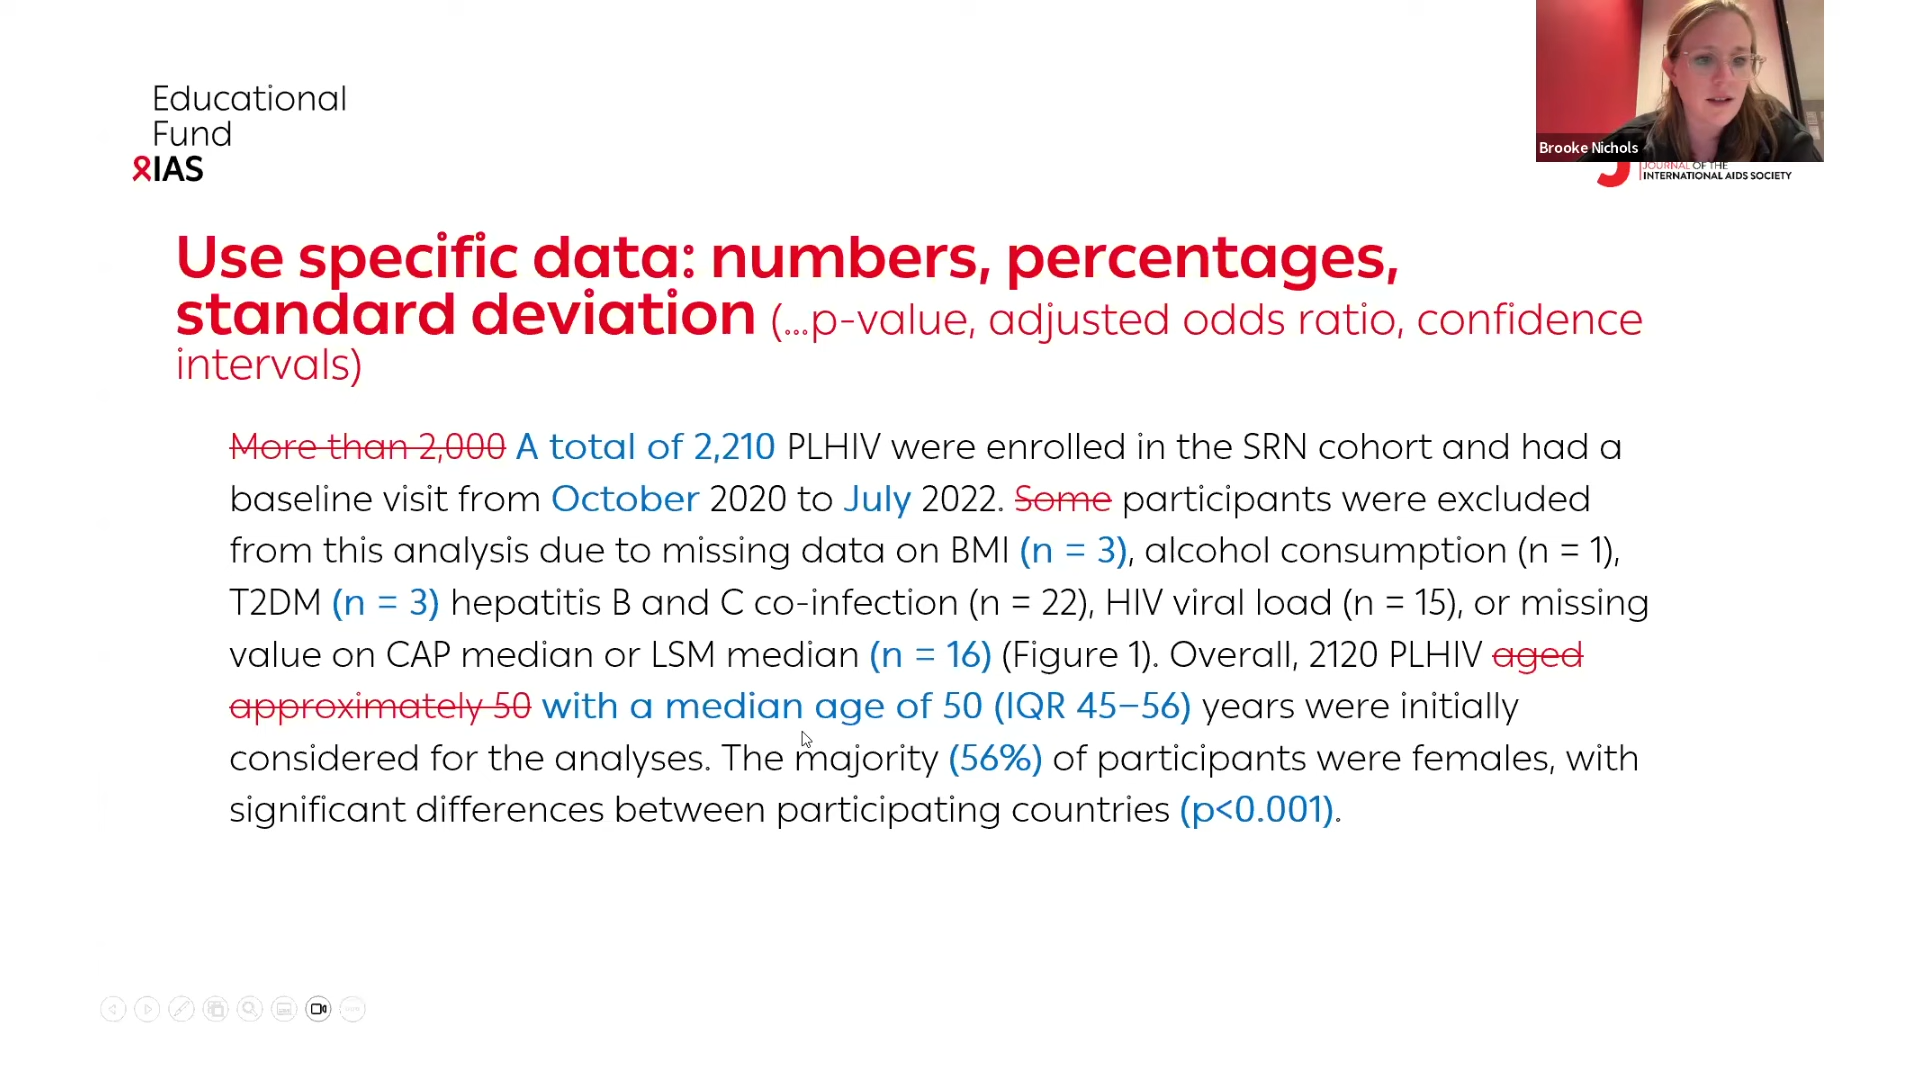 Educational
Fund
IAS
Brooke Nichols
JOURNAL OF THE
INTERNATIONAL AIDS SOCIETY
Use specific data: numbers, percentages,
standard deviation (...p-value, adjusted odds ratio, confidence
intervals)
More than 2,000 A total of 2,210 PLHIV were enrolled in the SRN cohort and had a
baseline visit from October 2020 to July 2022. Some participants were excluded
from this analysis due to missing data on BMI (n = 3), alcohol consumption (n = 1),
T2DM (n = 3) hepatitis B and C co-infection (n = 22), HIV viral load (n = 15), or missing
value on CAP median or LSM median (n = 16) (Figure 1). Overall, 2120 PLHIV aged
approximately 50 with a median age of 50 (IQR 45–56) years were initially
considered for the analyses. The majority (56%) of participants were females, with
significant differences between participating countries (p<0.001).